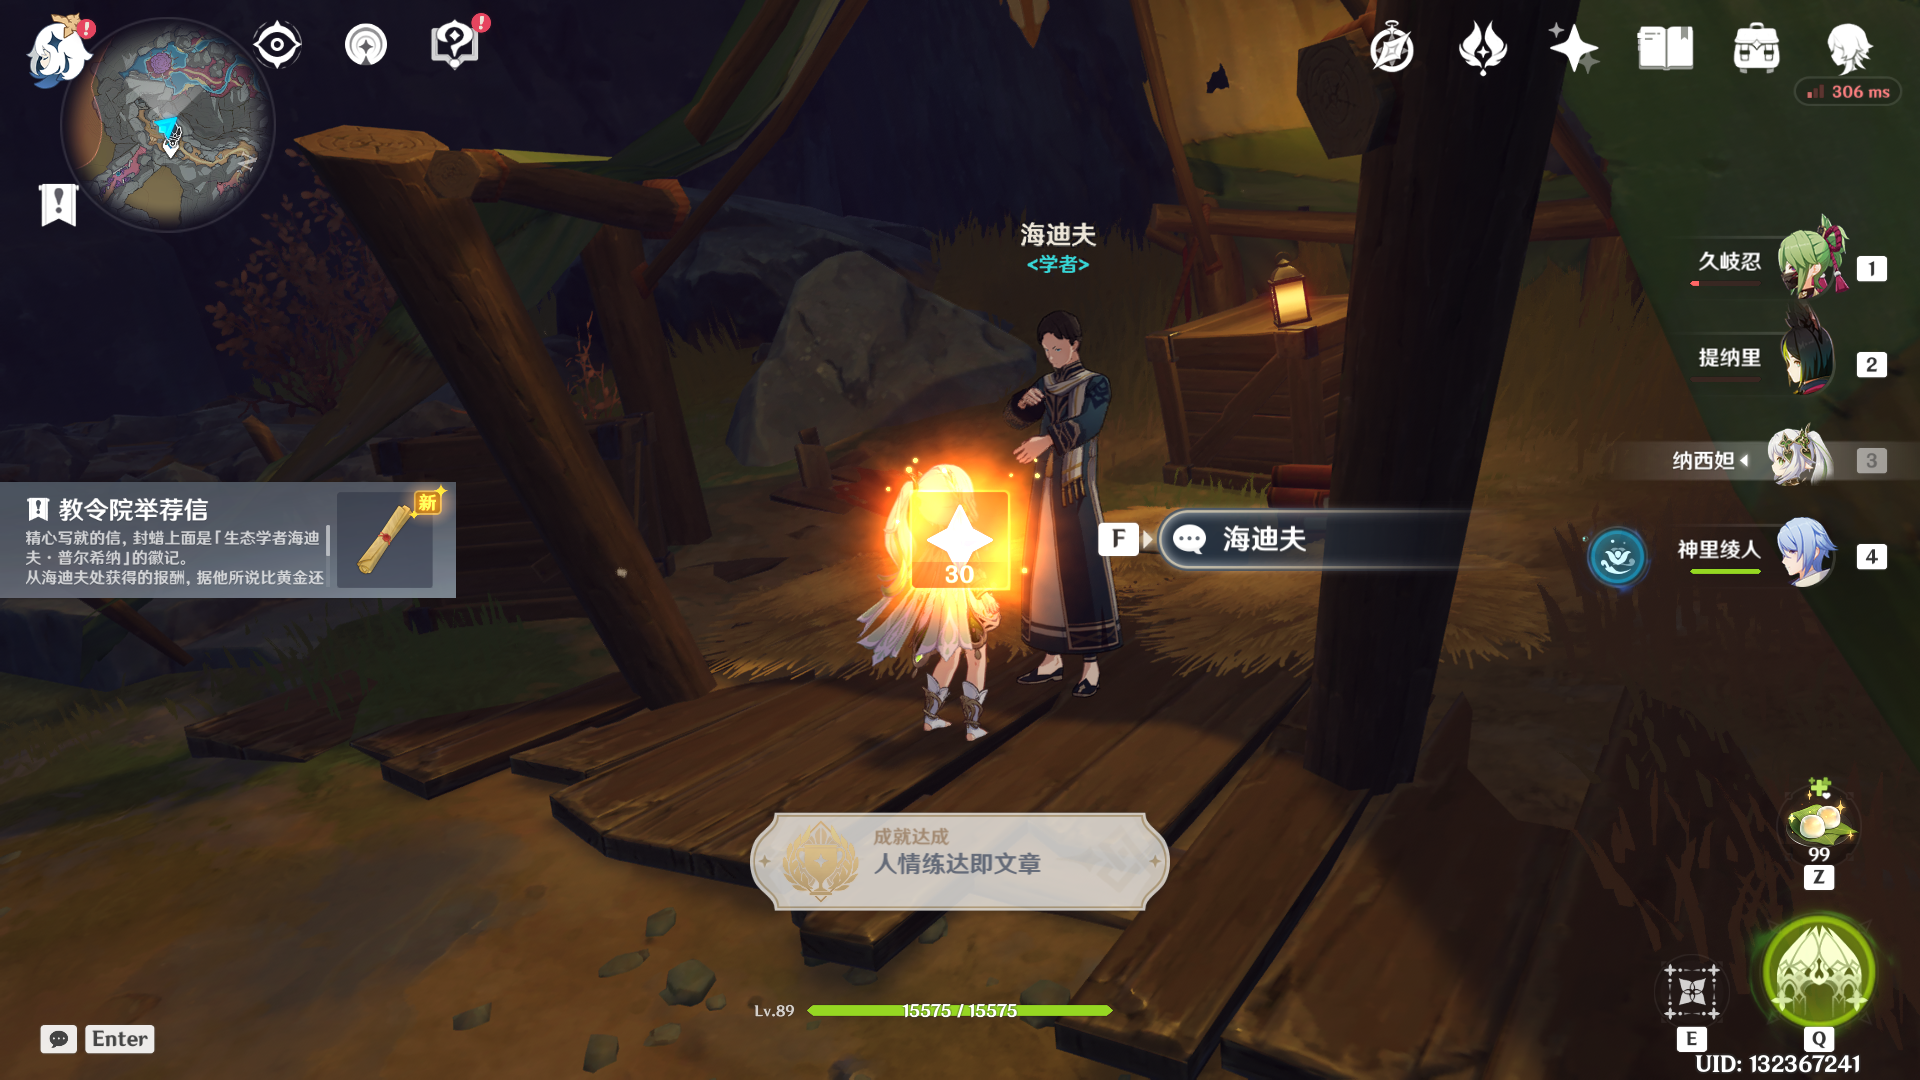 306 ms
海迪夫
<学者>
久岐忍
1
提纳里
2
纳西妲
3
神里绫人
4
教令院举荐信
新
精心写就的信，封蜡上面是「生态学者海迪
夫·普尔希纳」的徽记。
从海迪夫处获得的报酬，据他所说比黄金还
30
F
海迪夫
成就达成
人情练达即文章
99
Z
Lv.89
15575 / 15575
Enter
E
Q
UID: 132367241